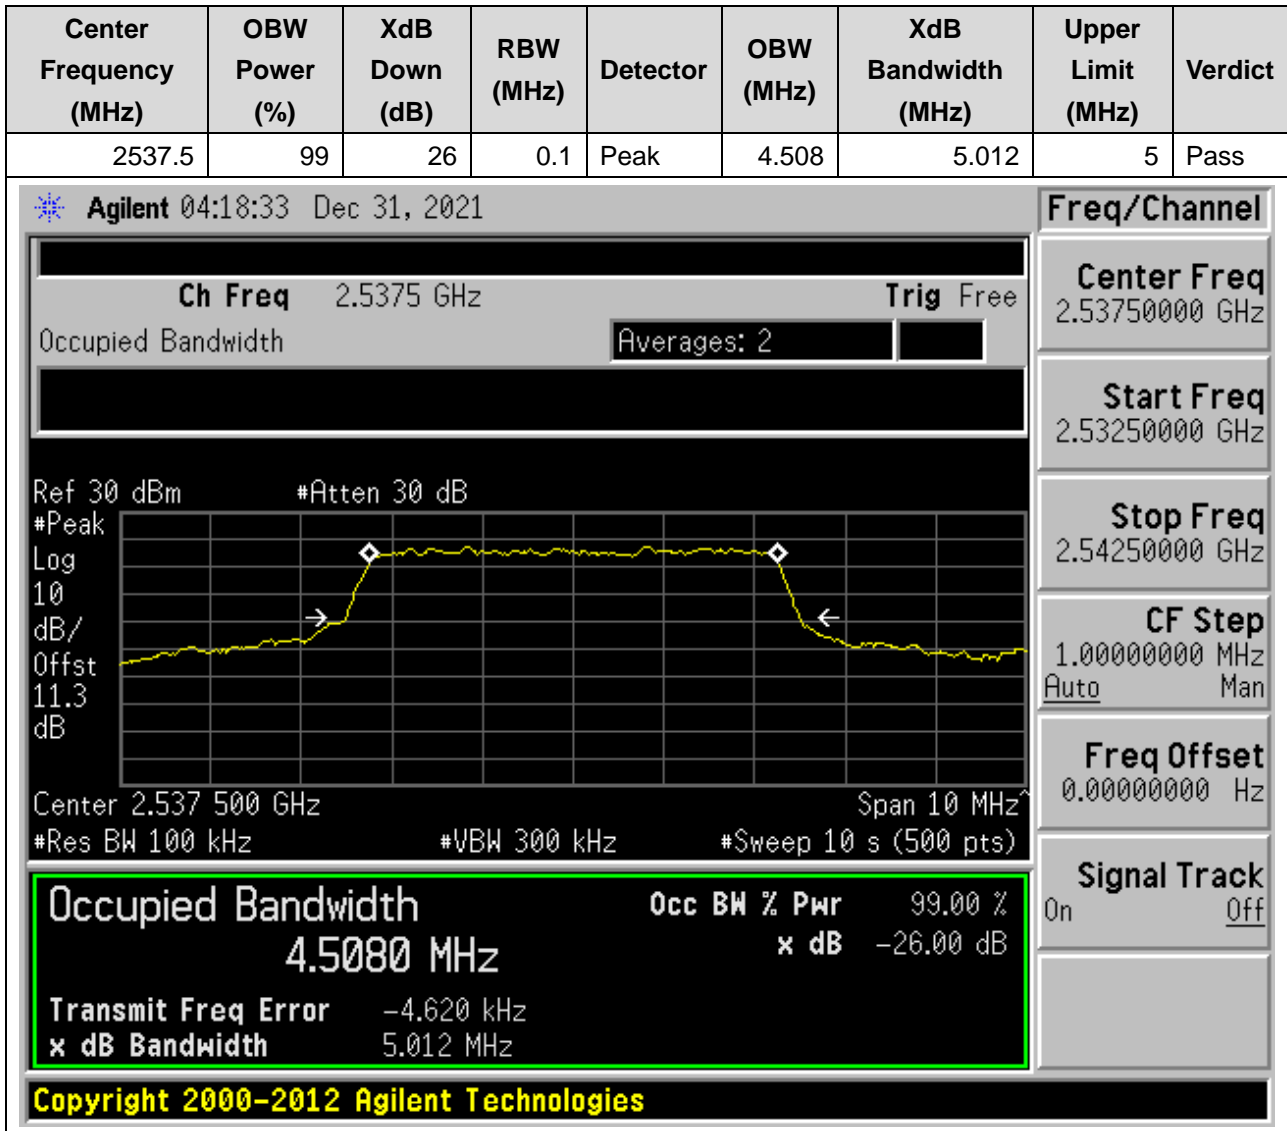 Center Frequency (MHz) OBW Power (%) XdB Down (dB) RBW (MHz) Detector OBW (MHz) XdB Bandwidth (MHz) Upper Limit (MHz) Verdict
2537.5 99 26 0.1 Peak 4.508 5.012 5 Pass
Agilent 04:18:33 Dec 31, 2021
Ch Freq 2.5375 GHz Trig Free
Occupied Bandwidth Averages: 2
Ref 30 dBm #Atten 30 dB
#Peak
Log
10
dB/
Offst
11.3
dB
Center 2.537 500 GHz Span 10 MHz^
#Res BW 100 kHz #VBW 300 kHz #Sweep 10 s (500 pts)
Occupied Bandwidth Occ BW % Pwr 99.00 %
4.5080 MHz x dB -26.00 dB
Transmit Freq Error -4.620 kHz
x dB Bandwidth 5.012 MHz
Copyright 2000-2012 Agilent Technologies
Freq/Channel
Center Freq
2.53750000 GHz
Start Freq
2.53250000 GHz
Stop Freq
2.54250000 GHz
CF Step
1.00000000 MHz
Auto Man
Freq Offset
0.00000000 Hz
Signal Track
On Off